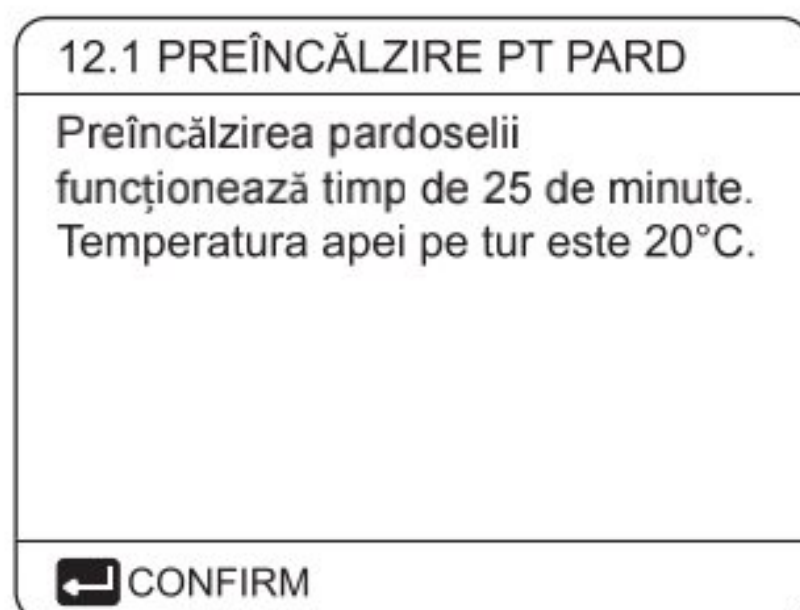 12.1 PREÎNCĂLZIRE PT PARD
Preîncălzirea pardoselii
funcționează timp de 25 de minute.
Temperatura apei pe tur este 20°C.
CONFIRM